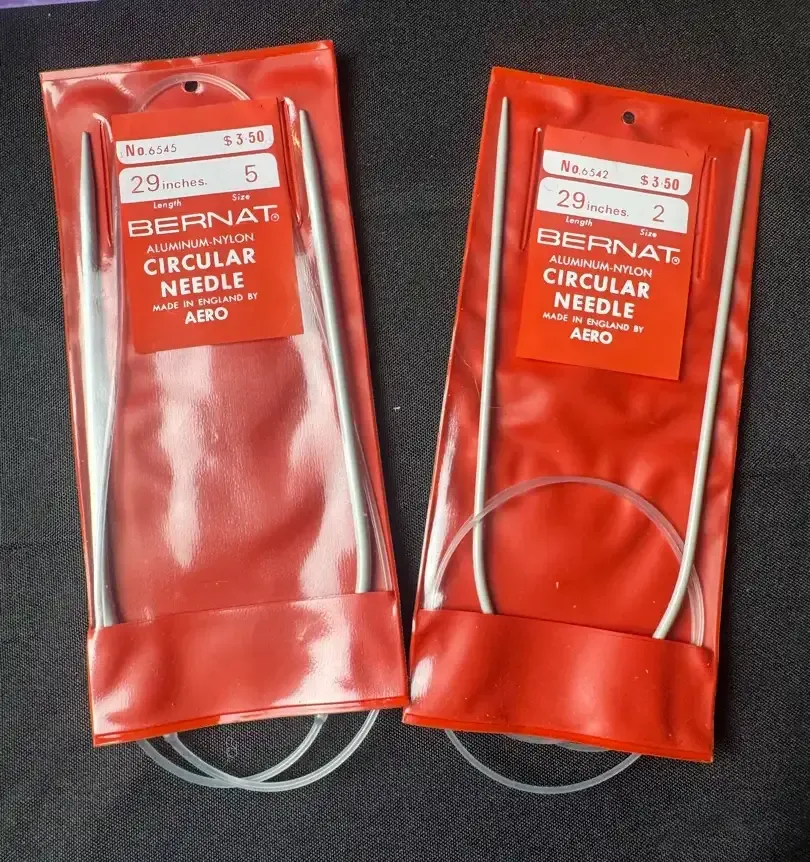 No.6545 $3.50
29 inches. 5
Length Size
BERNAT®
ALUMINUM-NYLON
CIRCULAR
NEEDLE
MADE IN ENGLAND BY
AERO
No.6542 $3.50
29 inches. 2
Length Size
BERNAT®
ALUMINUM-NYLON
CIRCULAR
NEEDLE
MADE IN ENGLAND BY
AERO